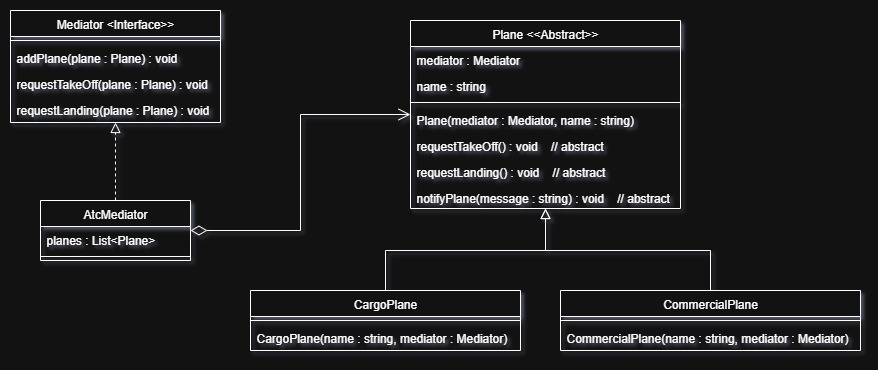 Mediator <Interface>>
addPlane(plane : Plane) : void
requestTakeOff(plane : Plane) : void
requestLanding(plane : Plane) : void
Plane <<Abstract>>
mediator : Mediator
name : string
Plane(mediator : Mediator, name : string)
requestTakeOff() : void // abstract
requestLanding() : void // abstract
notifyPlane(message : string) : void // abstract
AtcMediator
planes : List<Plane>
CargoPlane
CargoPlane(name : string, mediator : Mediator)
CommercialPlane
CommercialPlane(name : string, mediator : Mediator)